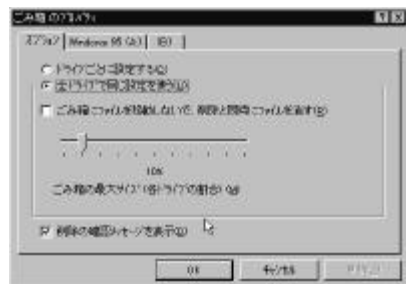 ごみ箱 のプロパティ
オプション Windows 95 (C:) (E:)
ドライブごとに設定する(C)
全ドライブで同じ設定を使う(U)
ごみ箱にファイルを移動しないで、削除と同時にファイルを消す(R)
10%
ごみ箱の最大サイズ(各ドライブの割合)(M)
削除の確認メッセージを表示(D)
OK キャンセル